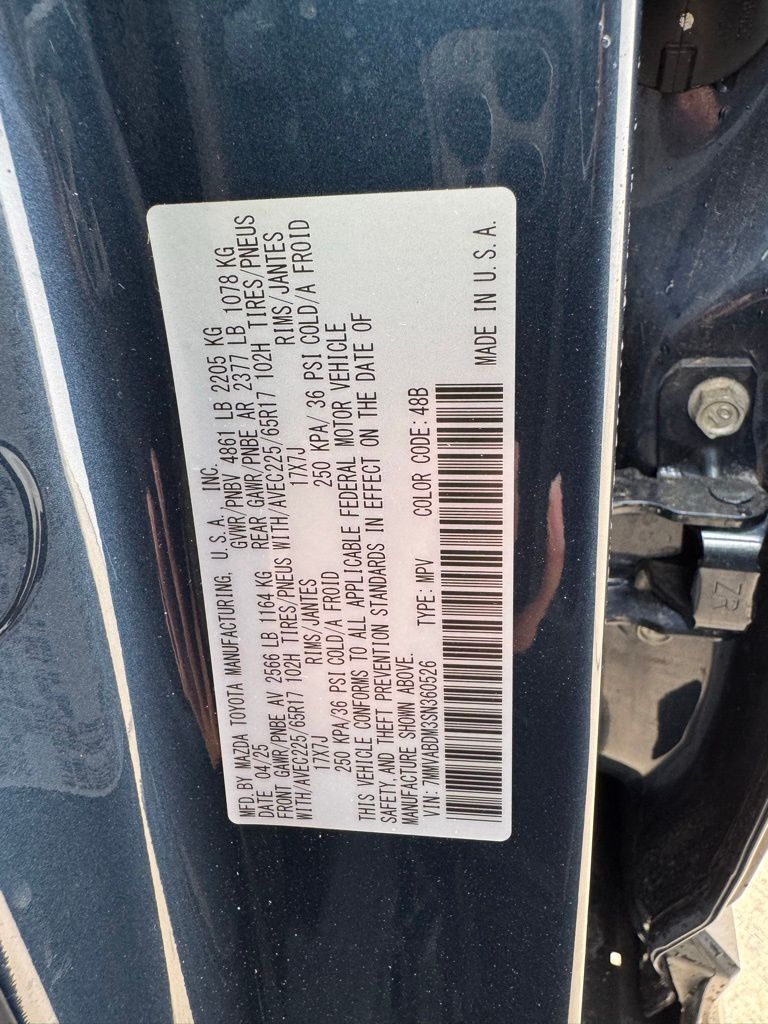 MFD. BY MAZDA TOYOTA MANUFACTURING, U. S. A., INC.
DATE 04/25 GVWR/PNBV 4861 LB 2205 KG
FRONT GAWR/PNBE AV 2566 LB 1164 KG REAR GAWR/PNBE AR 2377 LB 1078 KG
WITH/AVEC225/65R17 102H TIRES/PNEUS WITH/AVEC225/65R17 102H TIRES/PNEUS
17X7J RIMS/JANTES 17X7J RIMS/JANTES
250 KPA/36 PSI COLD/A FROID 250 KPA/36 PSI COLD/A FROID
THIS VEHICLE CONFORMS TO ALL APPLICABLE FEDERAL MOTOR VEHICLE
SAFETY AND THEFT PREVENTION STANDARDS IN EFFECT ON THE DATE OF
MANUFACTURE SHOWN ABOVE.
VIN: 7MMVABDM3SN360526 TYPE: MPV COLOR CODE: 48B
MADE IN U. S. A.
ZR